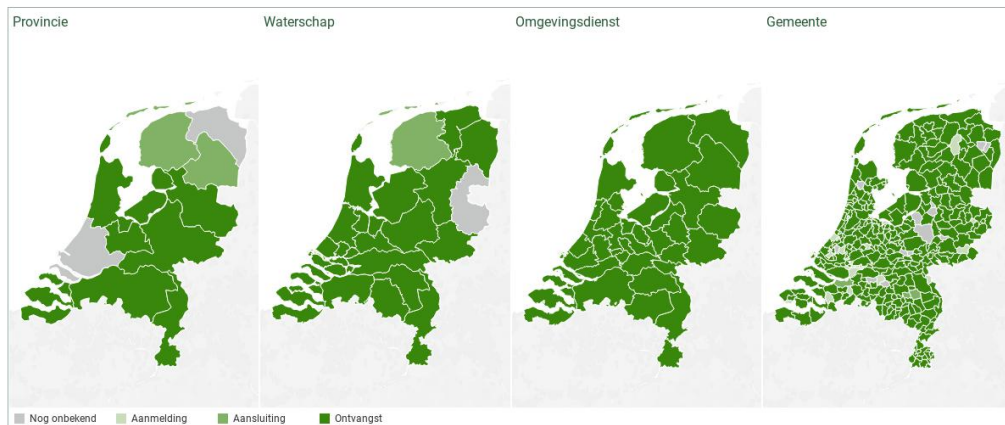 Provincie
Waterschap
Omgevingsdienst
Gemeente
Nog onbekend
Aanmelding
Aansluiting
Ontvangst